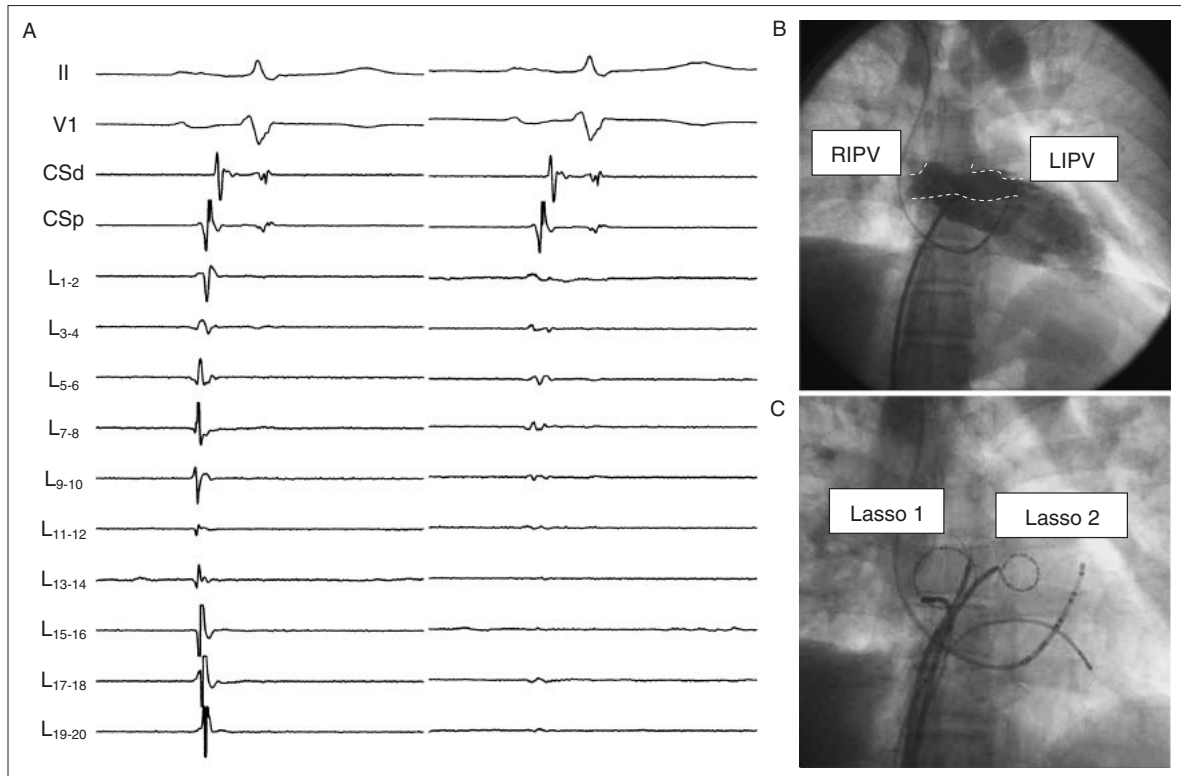 A
II
V1
CSd
CSp
L1-2
L3-4
L5-6
L7-8
L9-10
L11-12
L13-14
L15-16
L17-18
L19-20
B
RIPV
LIPV
C
Lasso 1
Lasso 2